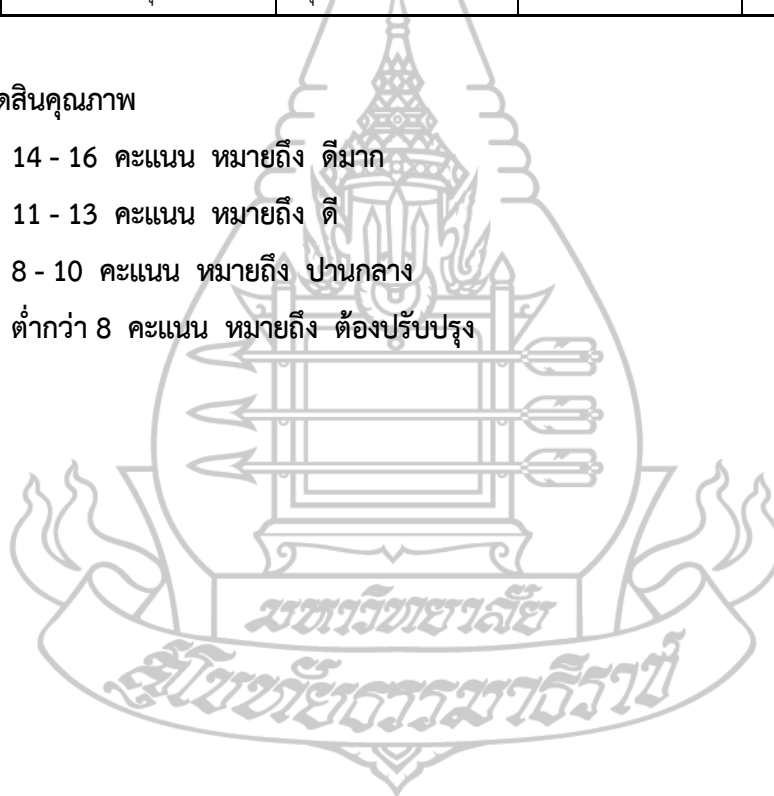 ดสินคุณภาพ
14 - 16 คะแนน หมายถึง ดีมาก
11 - 13 คะแนน หมายถึง ดี
8 - 10 คะแนน หมายถึง ปานกลาง
ต่ำกว่า 8 คะแนน หมายถึง ต้องปรับปรุง
มหาวิทยาลัย
สุโขทัยธรรมาธิราช